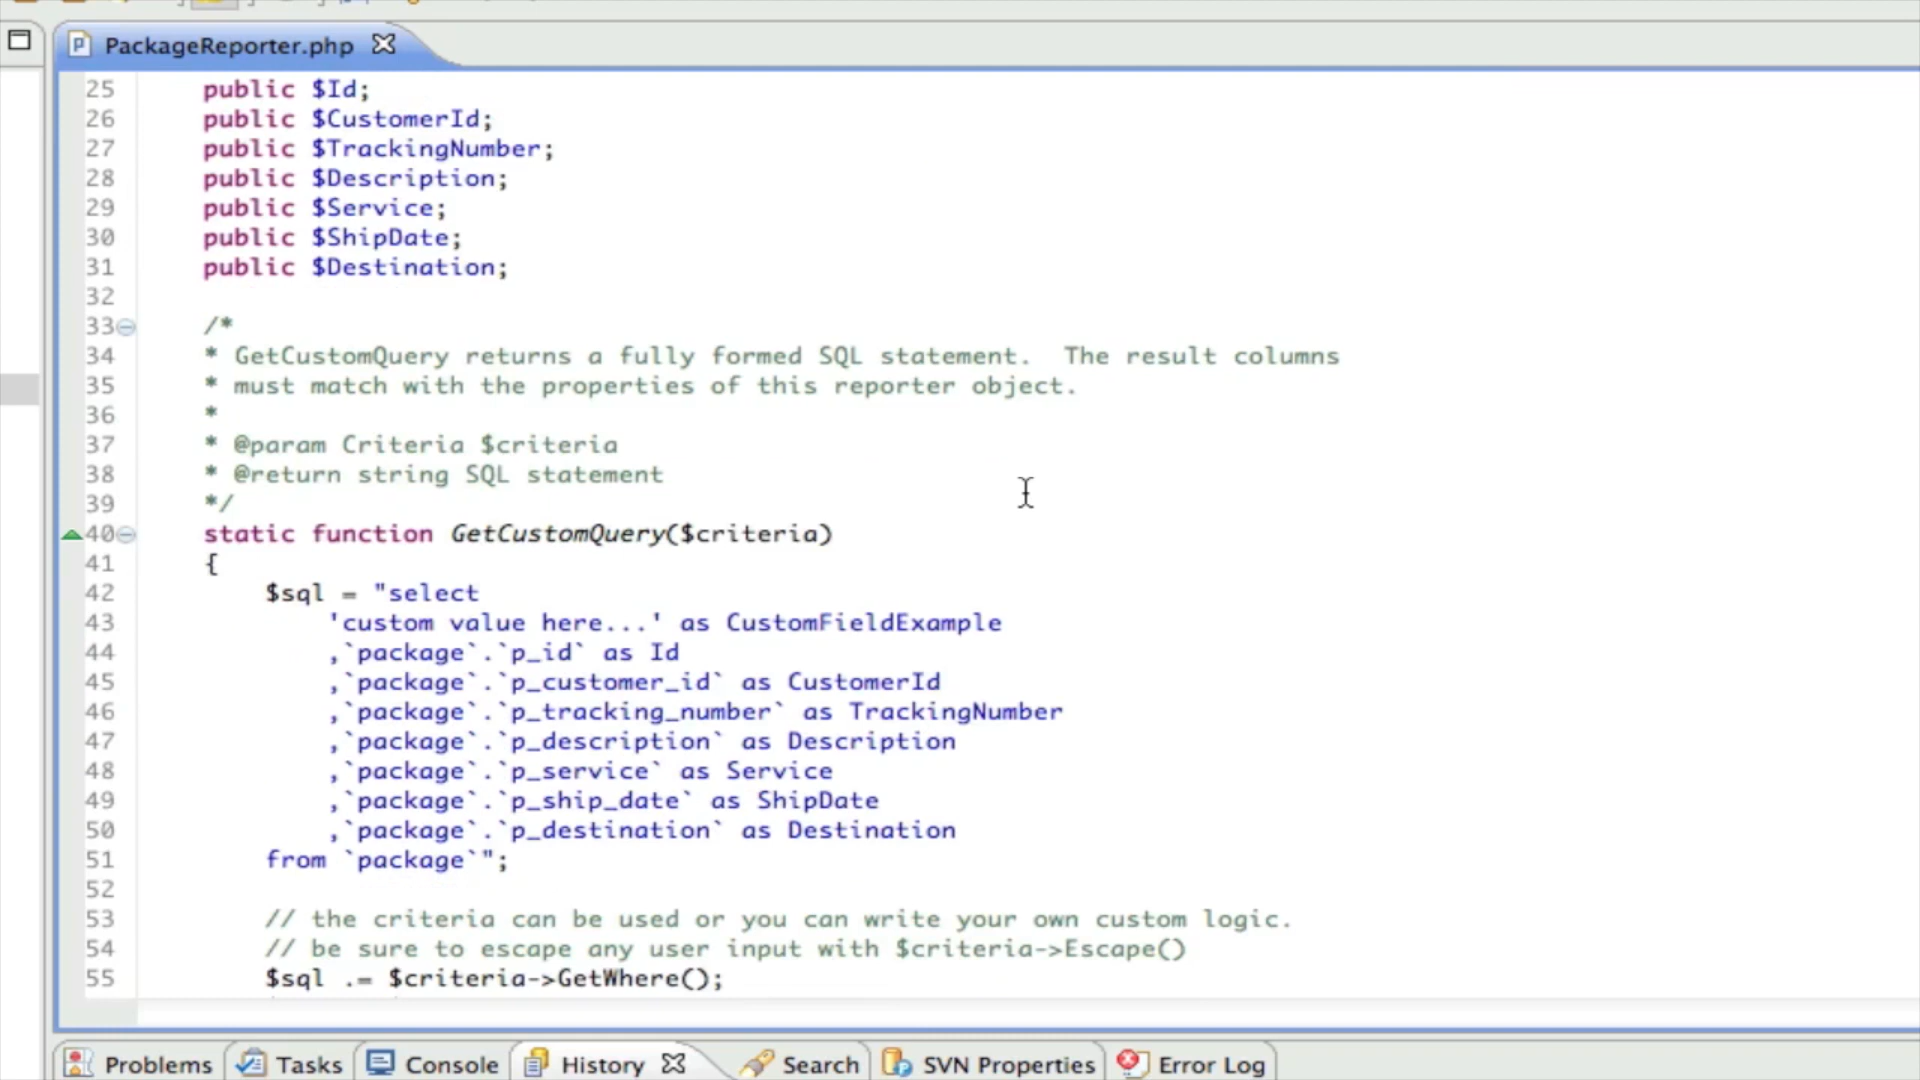 PackageReporter.php
25 public $Id;
26 public $CustomerId;
27 public $TrackingNumber;
28 public $Description;
29 public $Service;
30 public $ShipDate;
31 public $Destination;
32
33 /*
34 * GetCustomQuery returns a fully formed SQL statement.  The result columns
35 * must match with the properties of this reporter object.
36 *
37 * @param Criteria $criteria
38 * @return string SQL statement
39 */
40 static function GetCustomQuery($criteria)
41 {
42 $sql = "select
43 'custom value here...' as CustomFieldExample
44 ,`package`.`p_id` as Id
45 ,`package`.`p_customer_id` as CustomerId
46 ,`package`.`p_tracking_number` as TrackingNumber
47 ,`package`.`p_description` as Description
48 ,`package`.`p_service` as Service
49 ,`package`.`p_ship_date` as ShipDate
50 ,`package`.`p_destination` as Destination
51 from `package`";
52
53 // the criteria can be used or you can write your own custom logic.
54 // be sure to escape any user input with $criteria->Escape()
55 $sql .= $criteria->GetWhere();
Problems Tasks Console History Search SVN Properties Error Log